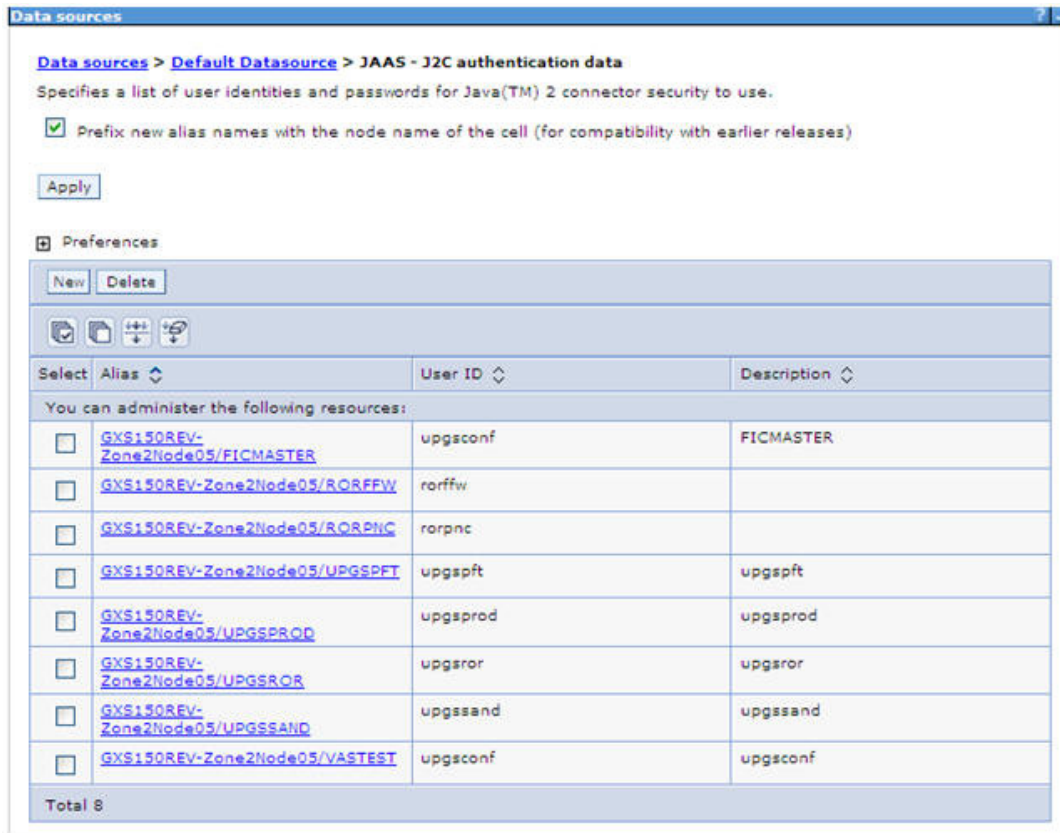 Data sources
?
Data sources > Default Datasource > JAAS - J2C authentication data
Specifies a list of user identities and passwords for Java(TM) 2 connector security to use.
Prefix new alias names with the node name of the cell (for compatibility with earlier releases)
Apply
Preferences
New Delete
Select Alias User ID Description
You can administer the following resources:
GXS150REV-
Zone2Node05/FICMASTER upgsconf FICMASTER
GXS150REV-Zone2Node05/RORFFW rorffw
GXS150REV-Zone2Node05/RORPNC rorpnc
GXS150REV-Zone2Node05/UPGSPFT upgspft upgspft
GXS150REV-
Zone2Node05/UPGSPROD upgsprod upgsprod
GXS150REV-
Zone2Node05/UPGSROR upgsror upgsror
GXS150REV-
Zone2Node05/UPGSSAND upgssand upgssand
GXS150REV-Zone2Node05/VASTEST upgsconf upgsconf
Total 8